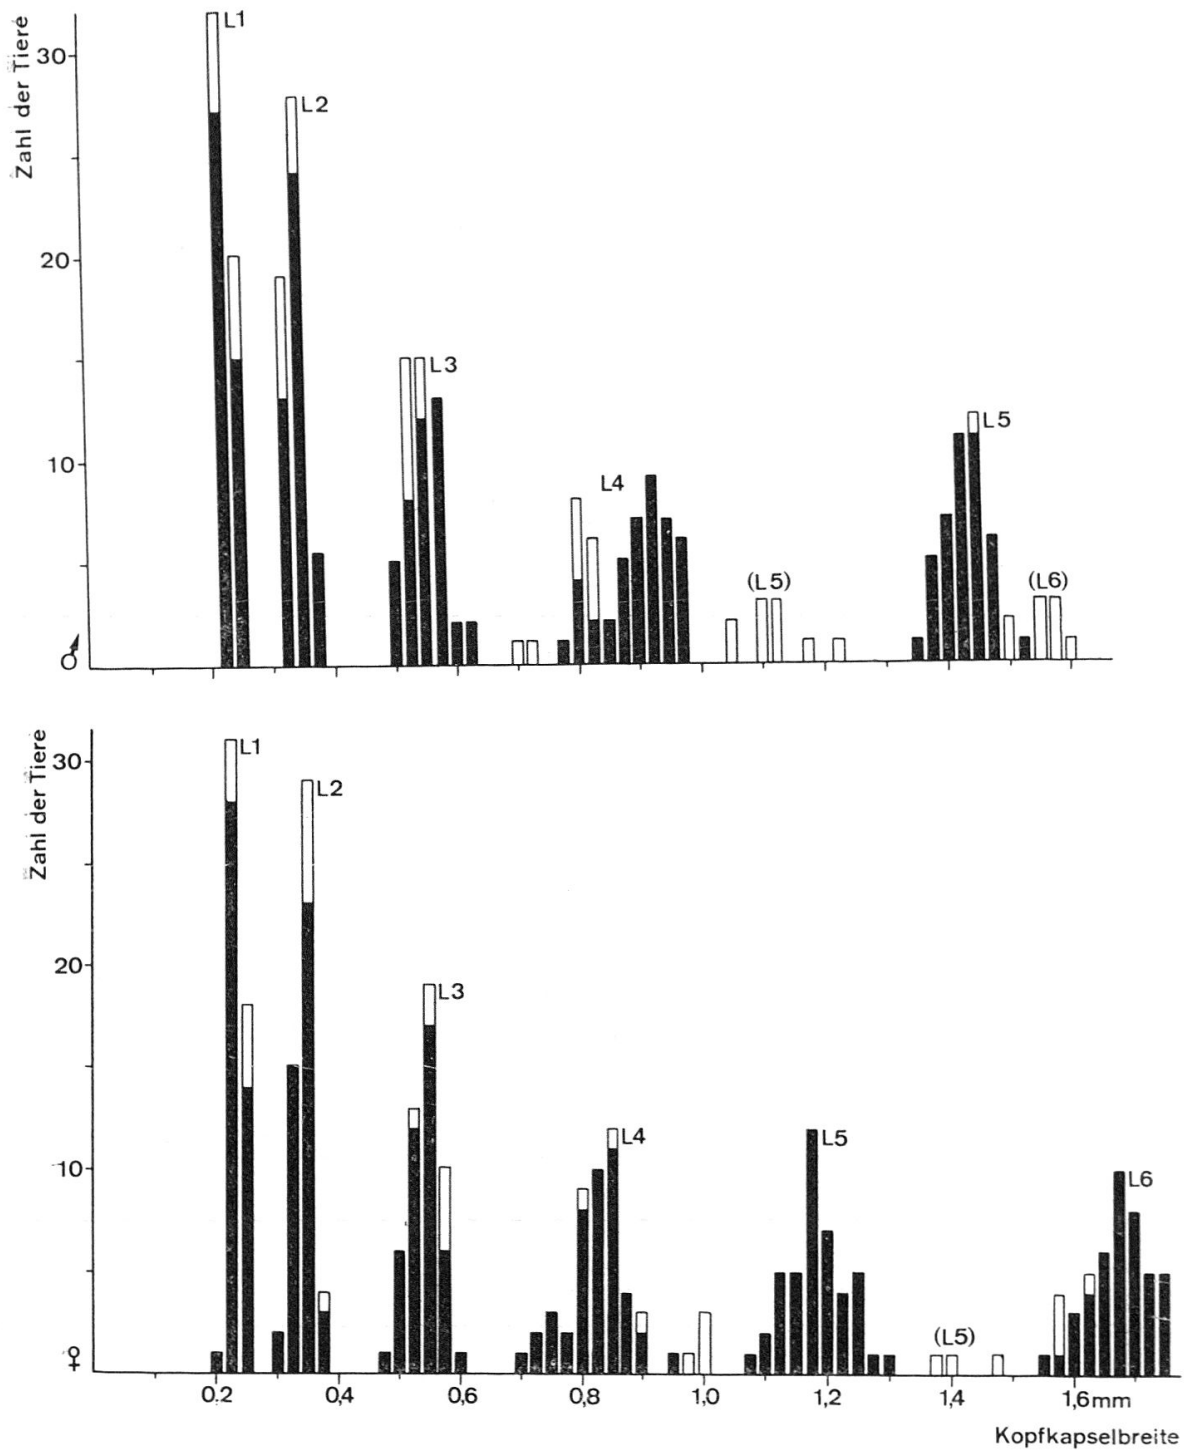 Zahl der Tiere
30
20
10
♂
L1
L2
L3
L4
(L5)
L5
(L6)
Zahl der Tiere
30
20
10
♀
L1
L2
L3
L4
L5
(L5)
L6
0.2 0,4 0,6 0,8 1,0 1,2 1,4 1,6mm
Kopfkapselbreite